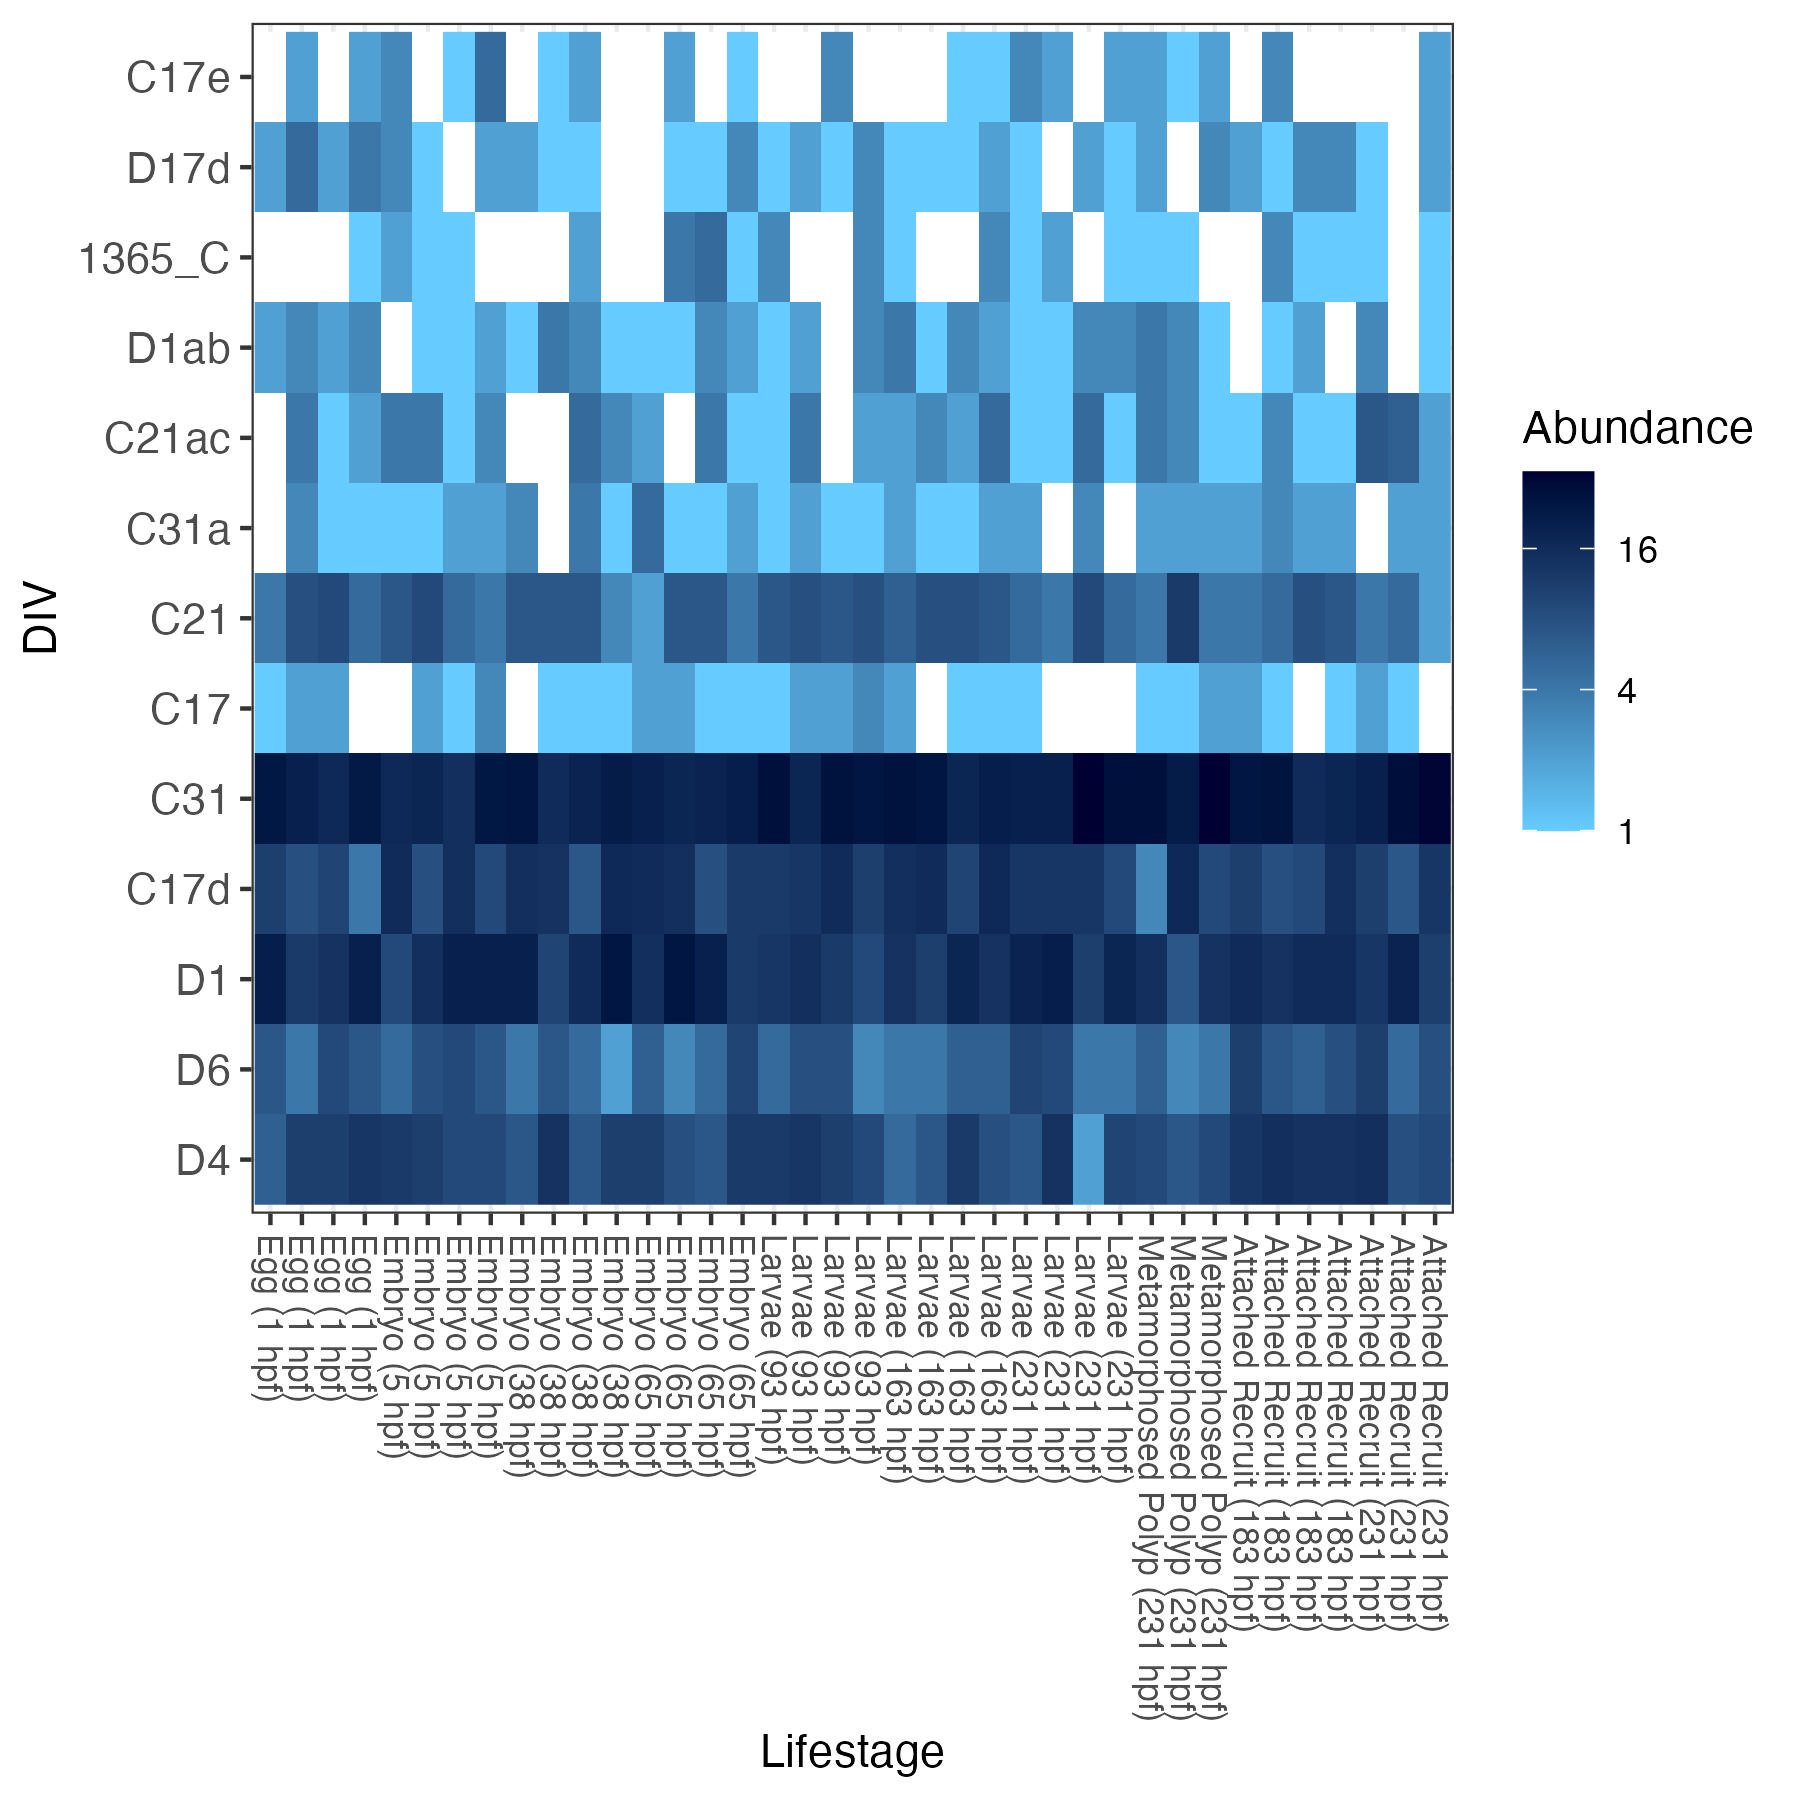 C17e
D17d
1365_C
D1ab
C21ac
C31a
C21
C17
C31
C17d
D1
D6
D4
DIV
Abundance
16
4
1
Egg (1 hpf)
Egg (1 hpf)
Egg (1 hpf)
Egg (1 hpf)
Embryo (5 hpf)
Embryo (5 hpf)
Embryo (5 hpf)
Embryo (5 hpf)
Embryo (38 hpf)
Embryo (38 hpf)
Embryo (38 hpf)
Embryo (38 hpf)
Embryo (65 hpf)
Embryo (65 hpf)
Embryo (65 hpf)
Embryo (65 hpf)
Larvae (93 hpf)
Larvae (93 hpf)
Larvae (93 hpf)
Larvae (93 hpf)
Larvae (163 hpf)
Larvae (163 hpf)
Larvae (163 hpf)
Larvae (163 hpf)
Larvae (231 hpf)
Larvae (231 hpf)
Larvae (231 hpf)
Larvae (231 hpf)
Metamorphosed Polyp (231 hpf)
Metamorphosed Polyp (231 hpf)
Metamorphosed Polyp (231 hpf)
Attached Recruit (183 hpf)
Attached Recruit (183 hpf)
Attached Recruit (183 hpf)
Attached Recruit (183 hpf)
Attached Recruit (231 hpf)
Attached Recruit (231 hpf)
Attached Recruit (231 hpf)
Lifestage